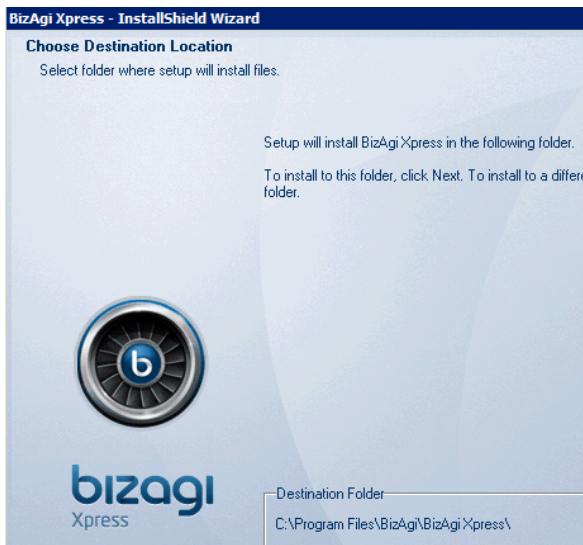 BizAgi Xpress - InstallShield Wizard
Choose Destination Location
Select folder where setup will install files.
Setup will install BizAgi Xpress in the following folder.
To install to this folder, click Next. To install to a
folder.
b
bizagi
Xpress
Destination Folder
C:\Program Files\BizAgi\BizAgi Xpress\